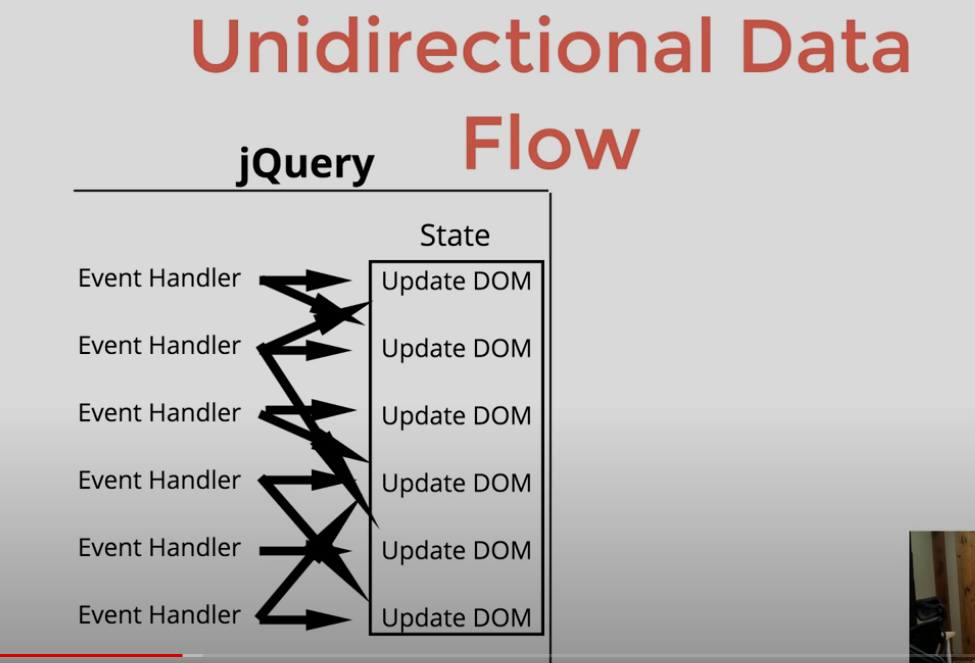 Unidirectional Data
Flow
jQuery
State
Event Handler
Update DOM
Event Handler
Update DOM
Event Handler
Update DOM
Event Handler
Update DOM
Event Handler
Update DOM
Event Handler
Update DOM